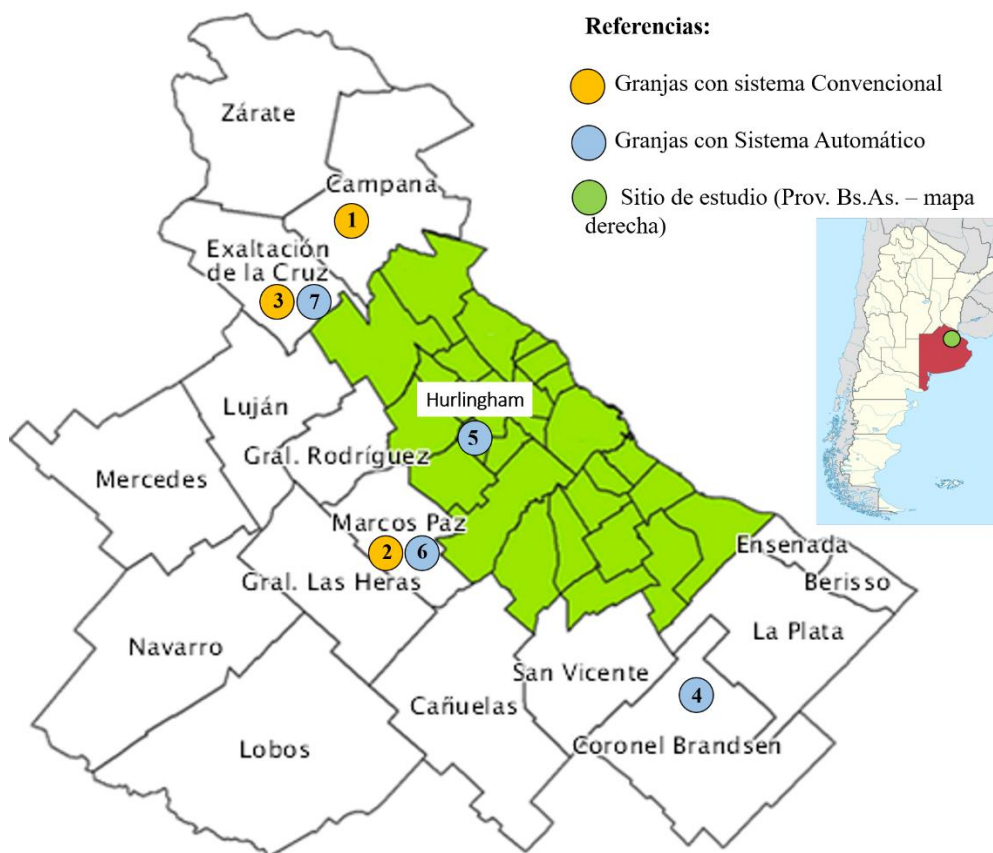 Referencias:
Granjas con sistema Convencional
Granjas con Sistema Automático
Sitio de estudio (Prov. Bs.As. – mapa
derecha)
Zárate
Campana
1
Exaltación
de la Cruz
3
7
Hurlingham
5
Luján
Gral. Rodríguez
Mercedes
Marcos Paz
2
6
Gral. Las Heras
Ensenada
Berisso
La Plata
Navarro
San Vicente
4
Cañuelas
Lobos
Coronel Brandsen